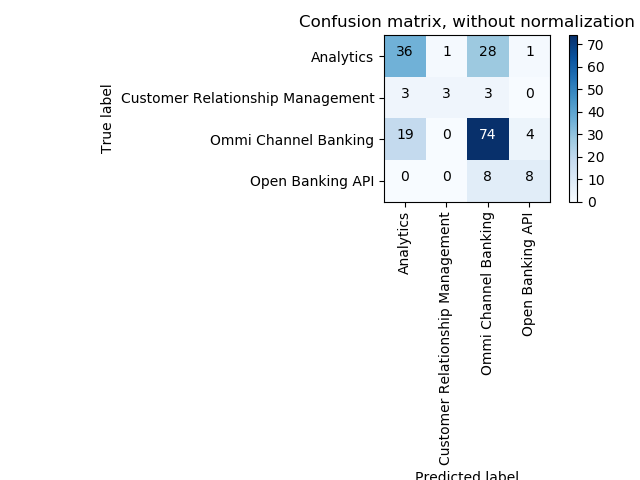 Confusion matrix, without normalization
True label
Analytics 36 1 28 1
Customer Relationship Management 3 3 3 0
Ommi Channel Banking 19 0 74 4
Open Banking API 0 0 8 8
Analytics
Customer Relationship Management
Ommi Channel Banking
Open Banking API
Predicted label
70
60
50
40
30
20
10
0